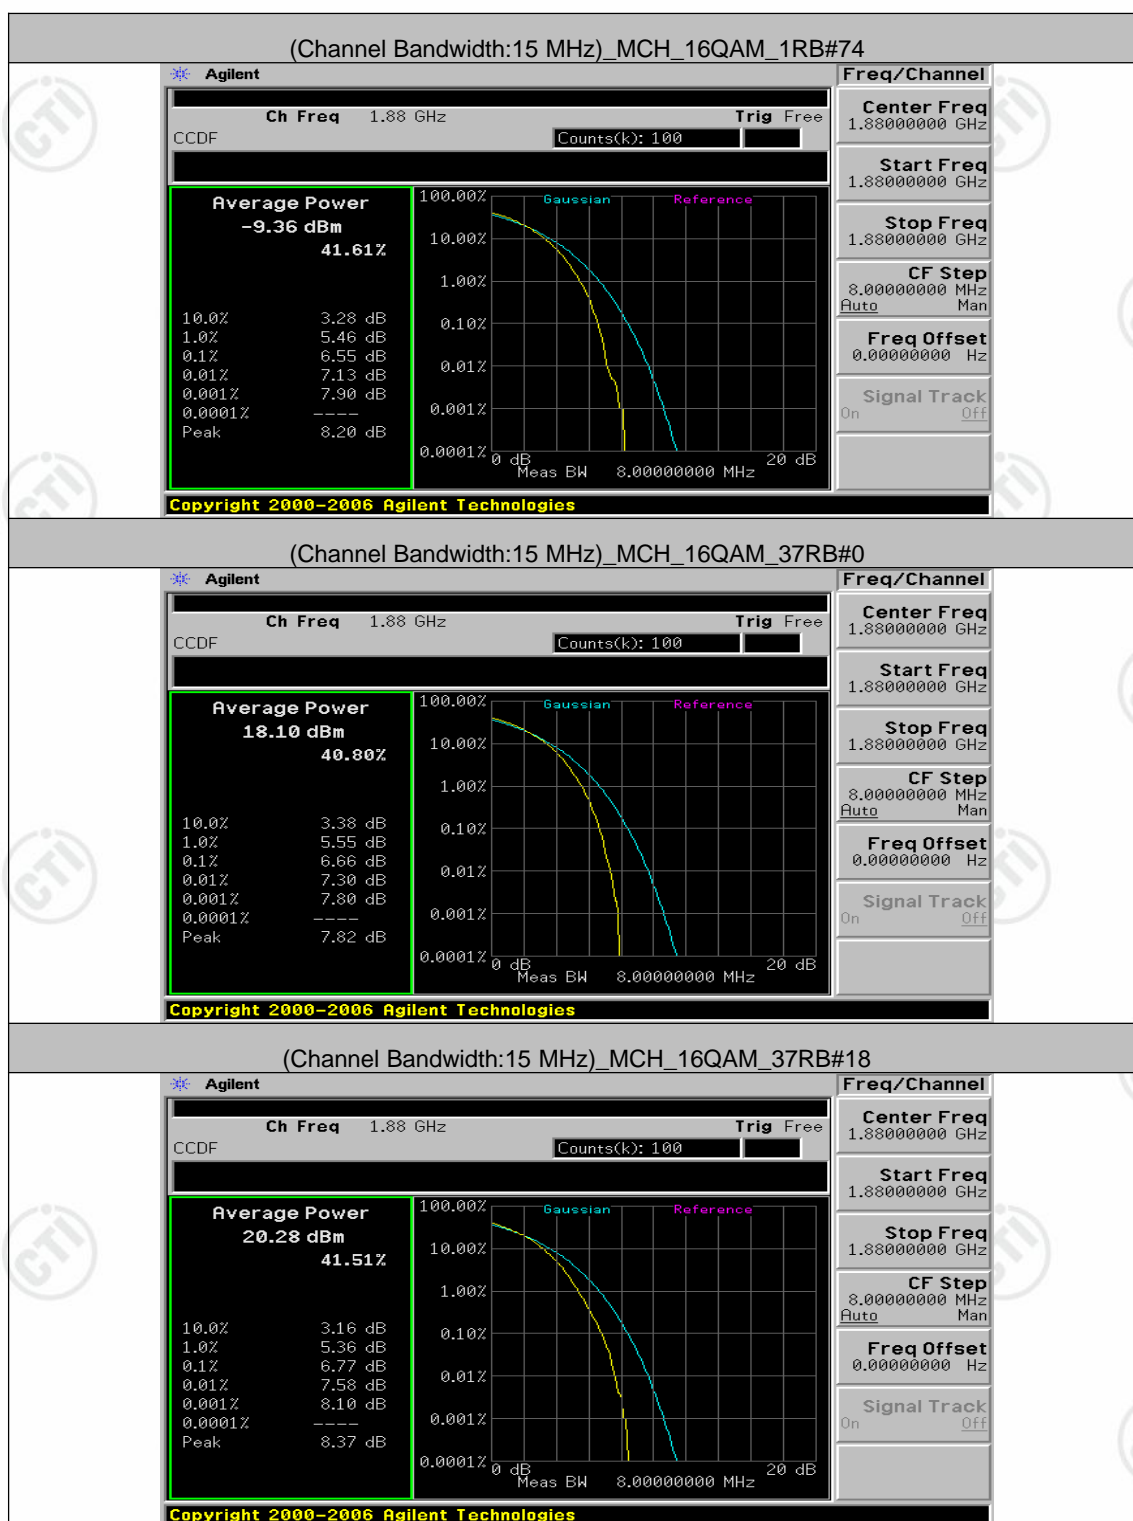 (Channel Bandwidth:15 MHz)_MCH_16QAM_1RB#74
Agilent
Freq/Channel
Ch Freq 1.88 GHz Trig Free
CCDF Counts(k): 100
Center Freq
1.88000000 GHz
Start Freq
1.88000000 GHz
Stop Freq
1.88000000 GHz
CF Step
8.00000000 MHz
Auto Man
Freq Offset
0.00000000 Hz
Signal Track
On Off
Average Power
-9.36 dBm
41.61%
10.0% 3.28 dB
1.0% 5.46 dB
0.1% 6.55 dB
0.01% 7.13 dB
0.001% 7.90 dB
0.0001% ----
Peak 8.20 dB
Gaussian Reference
100.00%
10.00%
1.00%
0.10%
0.01%
0.001%
0.0001%
0 dB 20 dB
Meas BW 8.00000000 MHz
Copyright 2000-2006 Agilent Technologies
(Channel Bandwidth:15 MHz)_MCH_16QAM_37RB#0
Agilent
Freq/Channel
Ch Freq 1.88 GHz Trig Free
CCDF Counts(k): 100
Center Freq
1.88000000 GHz
Start Freq
1.88000000 GHz
Stop Freq
1.88000000 GHz
CF Step
8.00000000 MHz
Auto Man
Freq Offset
0.00000000 Hz
Signal Track
On Off
Average Power
18.10 dBm
40.80%
10.0% 3.38 dB
1.0% 5.55 dB
0.1% 6.66 dB
0.01% 7.30 dB
0.001% 7.80 dB
0.0001% ----
Peak 7.82 dB
Gaussian Reference
100.00%
10.00%
1.00%
0.10%
0.01%
0.001%
0.0001%
0 dB 20 dB
Meas BW 8.00000000 MHz
Copyright 2000-2006 Agilent Technologies
(Channel Bandwidth:15 MHz)_MCH_16QAM_37RB#18
Agilent
Freq/Channel
Ch Freq 1.88 GHz Trig Free
CCDF Counts(k): 100
Center Freq
1.88000000 GHz
Start Freq
1.88000000 GHz
Stop Freq
1.88000000 GHz
CF Step
8.00000000 MHz
Auto Man
Freq Offset
0.00000000 Hz
Signal Track
On Off
Average Power
20.28 dBm
41.51%
10.0% 3.16 dB
1.0% 5.36 dB
0.1% 6.77 dB
0.01% 7.58 dB
0.001% 8.10 dB
0.0001% ----
Peak 8.37 dB
Gaussian Reference
100.00%
10.00%
1.00%
0.10%
0.01%
0.001%
0.0001%
0 dB 20 dB
Meas BW 8.00000000 MHz
Copyright 2000-2006 Agilent Technologies
CTI
CTI
CTI
CTI
CTI
CTI
CTI
CTI